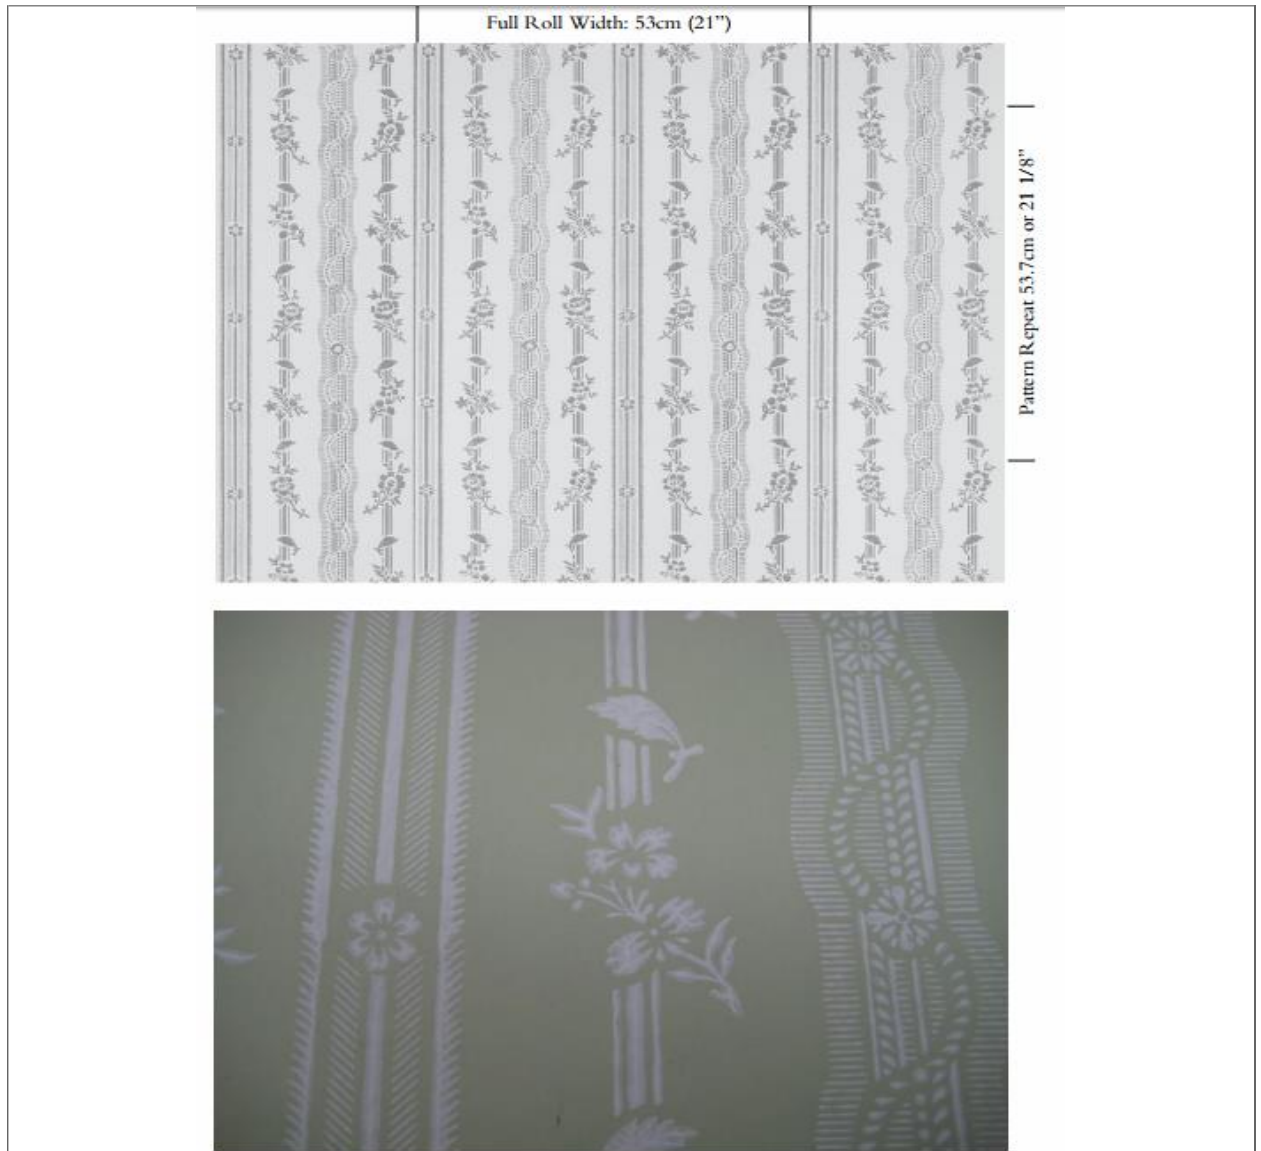 Full Roll Width: 53cm (21”)
Pattern Repeat 53.7cm or 21 1/8”